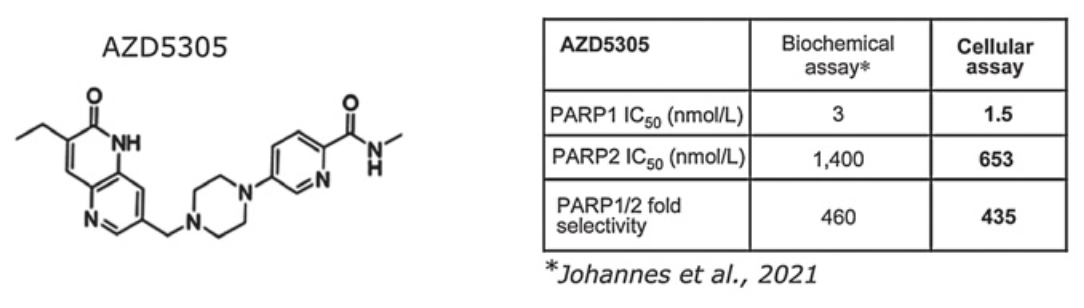 AZD5305
O
NH
N
N
N
N
O
N
H
AZD5305
Biochemical
assay*
Cellular
assay
PARP1 IC50 (nmol/L)
3
1.5
PARP2 IC50 (nmol/L)
1,400
653
PARP1/2 fold
selectivity
460
435
*Johannes et al., 2021